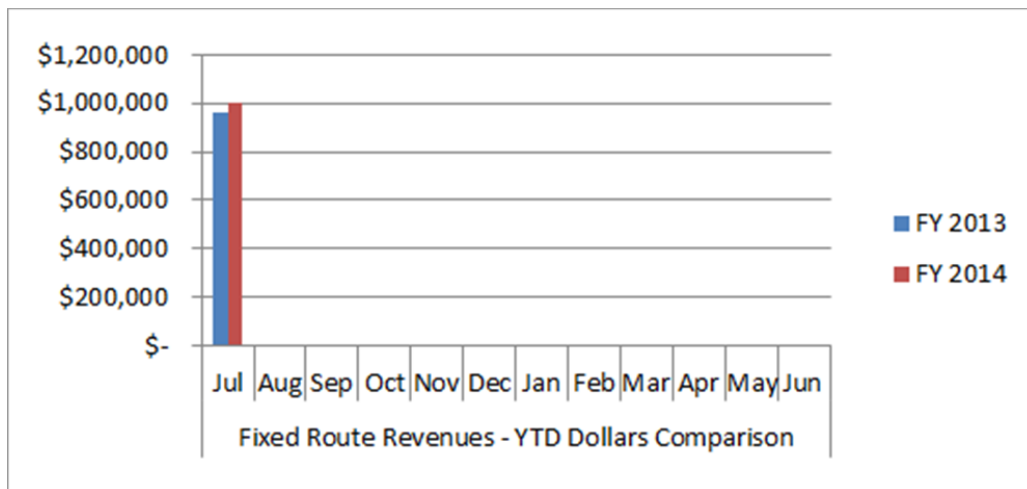 $1,200,000
$1,000,000
$800,000
$600,000
$400,000
$200,000
$-
Jul Aug Sep Oct Nov Dec Jan Feb Mar Apr May Jun
Fixed Route Revenues - YTD Dollars Comparison
FY 2013
FY 2014